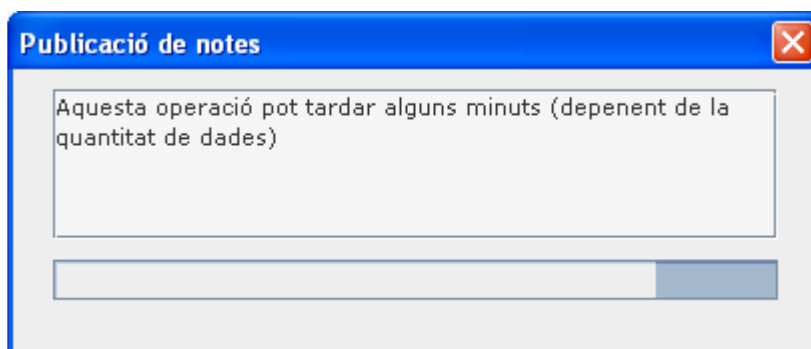 Publicació de notes
Aquesta operació pot tardar alguns minuts (depenent de la
quantitat de dades)